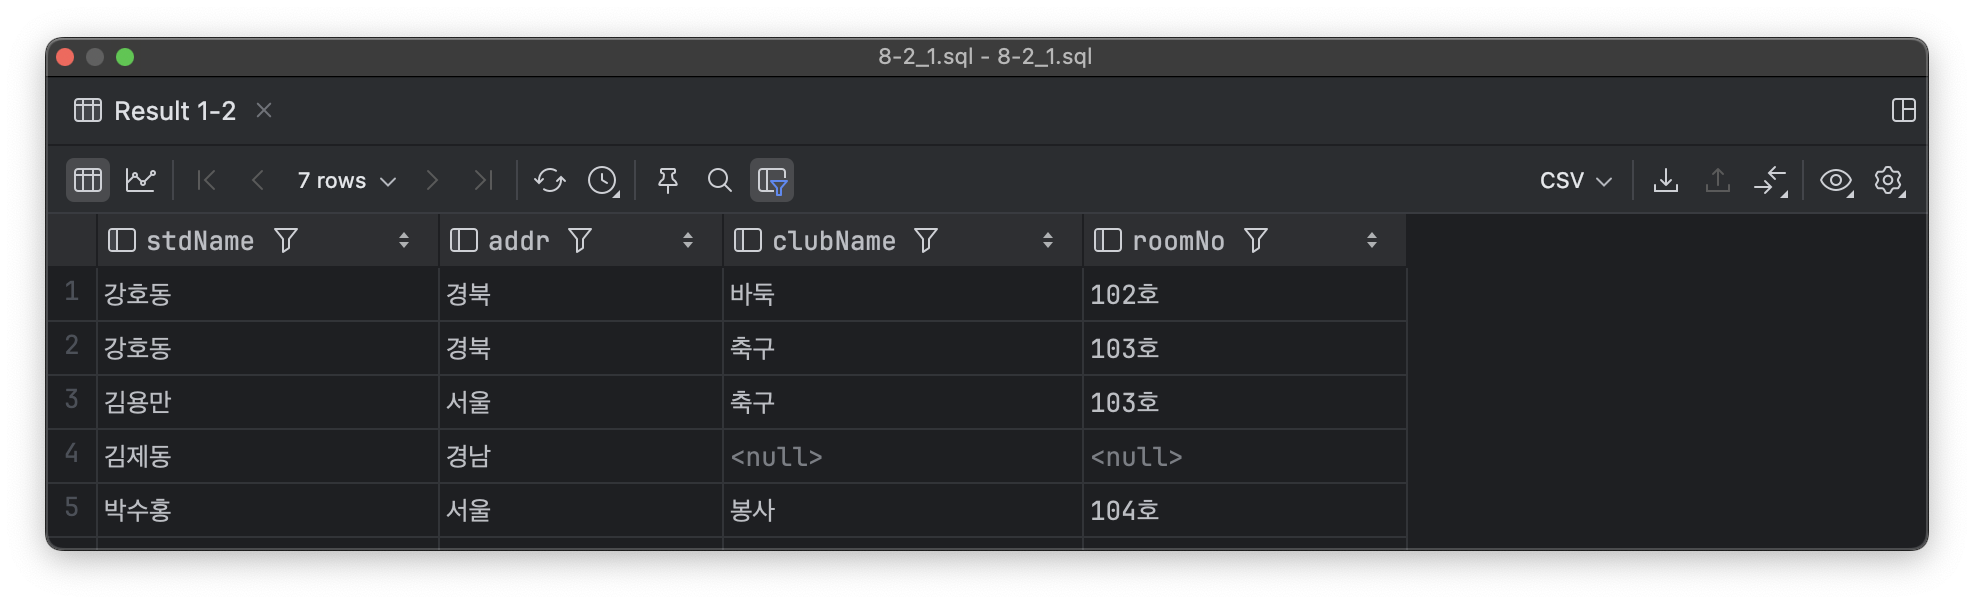 8-2_1.sql - 8-2_1.sql
Result 1-2
7 rows CSV
stdName addr clubName roomNo
1 강호동 경북 바둑 102호
2 강호동 경북 축구 103호
3 김용만 서울 축구 103호
4 김제동 경남 <null> <null>
5 박수홍 서울 봉사 104호